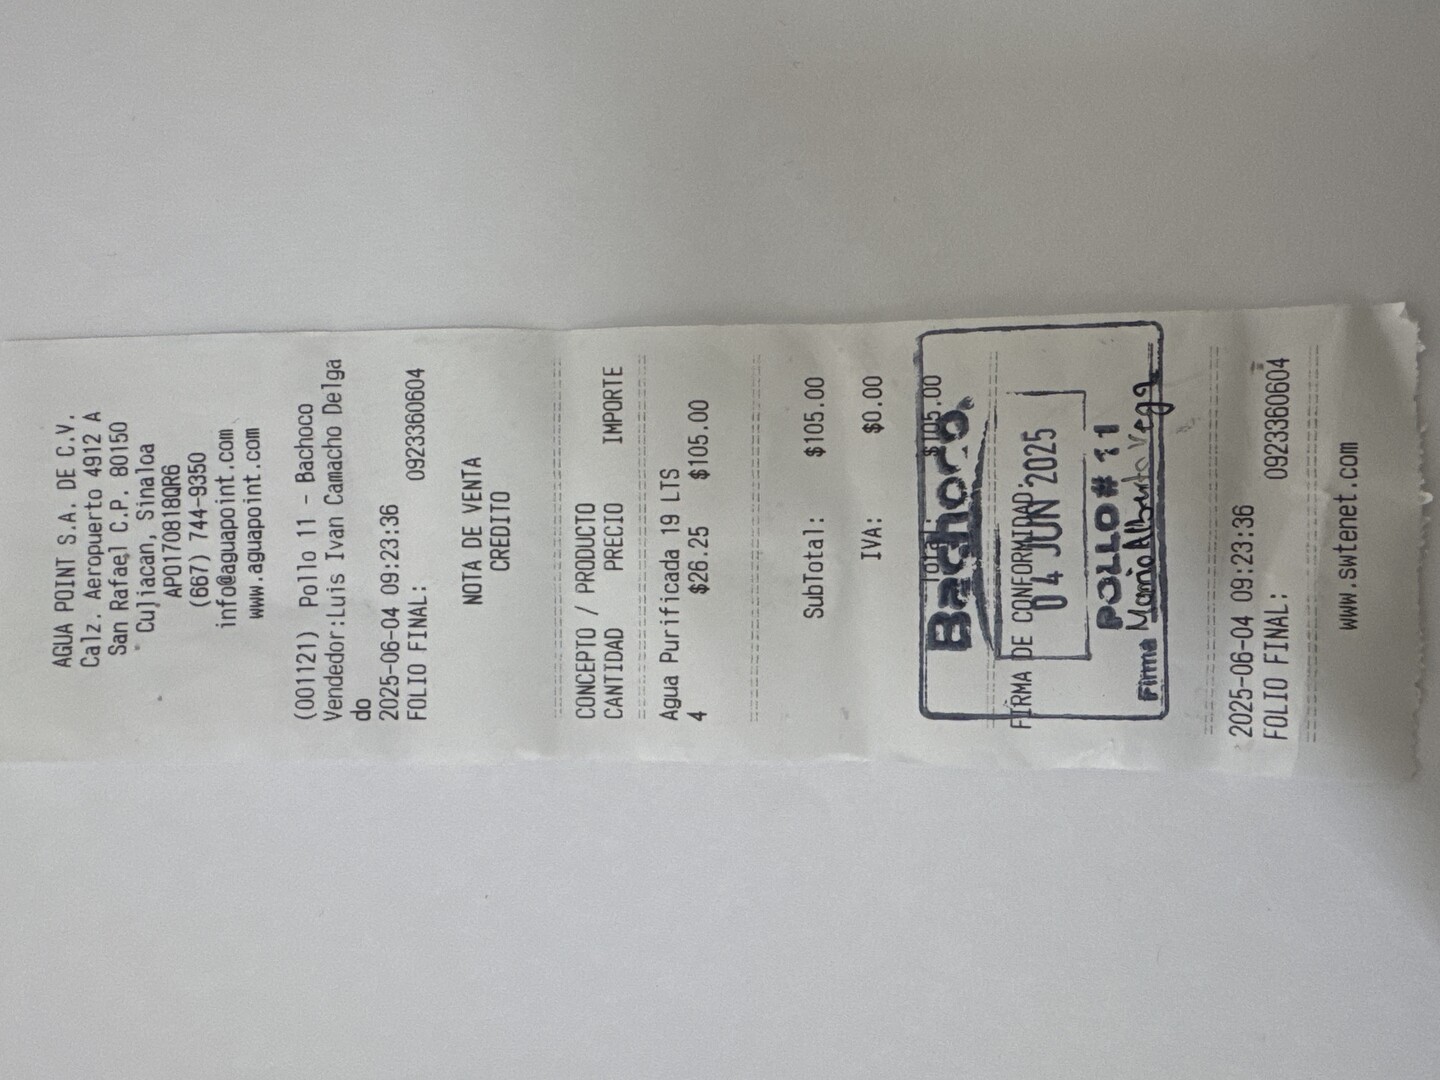 AGUA POINT S.A. DE C.V.
Calz. Aeropuerto 4912 A
San Rafael C.P. 80150
Culiacan, Sinaloa
APO170818QR6
(667) 744-9350
info@aguapoint.com
www.aguapoint.com
(001121) Pollo 11 - Bachoco
Vendedor:Luis Ivan Camacho Delga
do
2025-06-04 09:23:36
FOLIO FINAL: 0923360604
NOTA DE VENTA
CREDITO
CONCEPTO / PRODUCTO
CANTIDAD PRECIO IMPORTE
Agua Purificada 19 LTS
4 $26.25 $105.00
SubTotal: $105.00
IVA: $0.00
Total: $105.00
Bachoco
FIRMA DE CONFORMIDAD:
04 JUN 2025
POLLO # 11
Firma Mario Alberto Vega
2025-06-04 09:23:36
FOLIO FINAL: 0923360604
www.swtenet.com